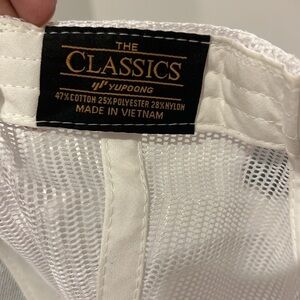 THE
CLASSICS
YUPOONG
47%COTTON 25%POLYESTER 28%NYLON
MADE IN VIETNAM